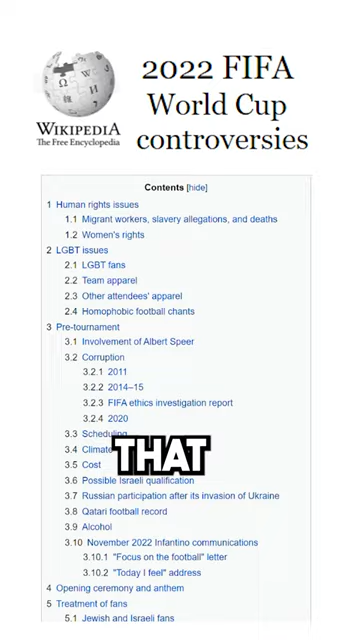 2022 FIFA
World Cup
controversies
WIKIPEDIA
The Free Encyclopedia
Contents [hide]
1 Human rights issues
1.1 Migrant workers, slavery allegations, and deaths
1.2 Women's rights
2 LGBT issues
2.1 LGBT fans
2.2 Team apparel
2.3 Other attendees' apparel
2.4 Homophobic football chants
3 Pre-tournament
3.1 Involvement of Albert Speer
3.2 Corruption
3.2.1 2011
3.2.2 2014–15
3.2.3 FIFA ethics investigation report
3.2.4 2020
3.3 Scheduling
3.4 Climate
THAT
3.5 Cost
3.6 Possible Israeli qualification
3.7 Russian participation after its invasion of Ukraine
3.8 Qatari football record
3.9 Alcohol
3.10 November 2022 Infantino communications
3.10.1 "Focus on the football" letter
3.10.2 "Today I feel" address
4 Opening ceremony and anthem
5 Treatment of fans
5.1 Jewish and Israeli fans